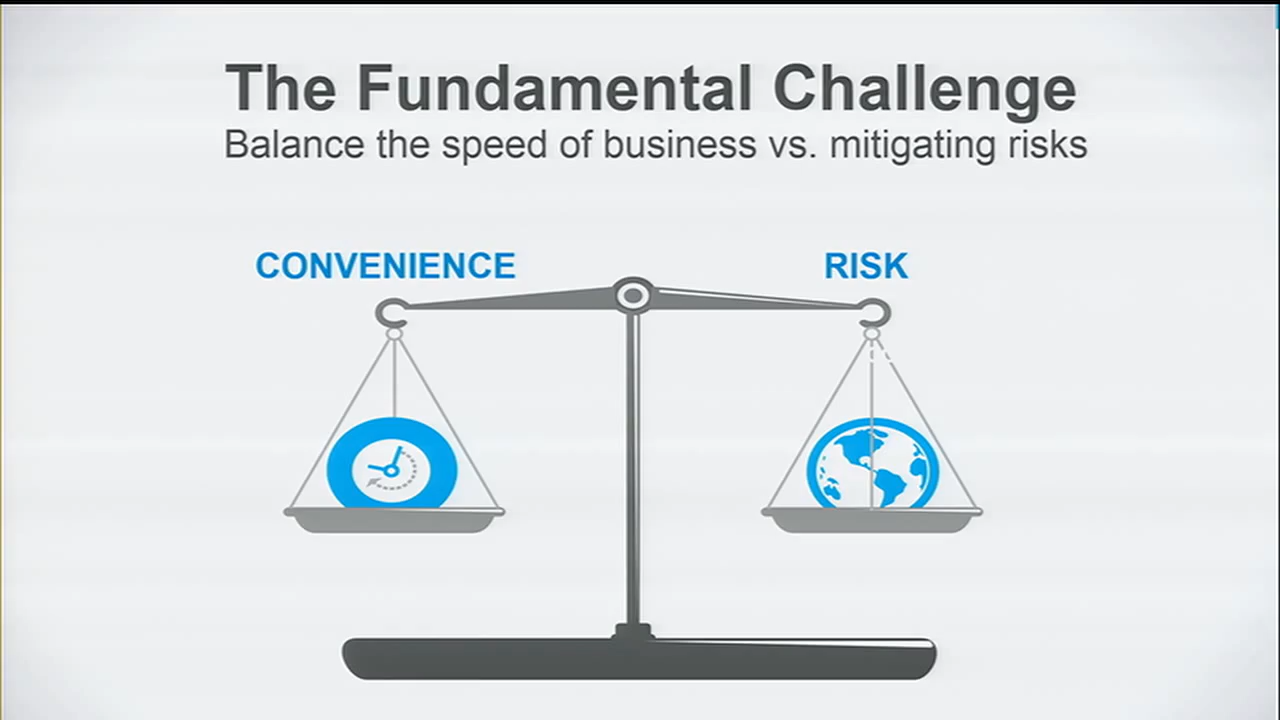 The Fundamental Challenge
Balance the speed of business vs. mitigating risks
CONVENIENCE
RISK